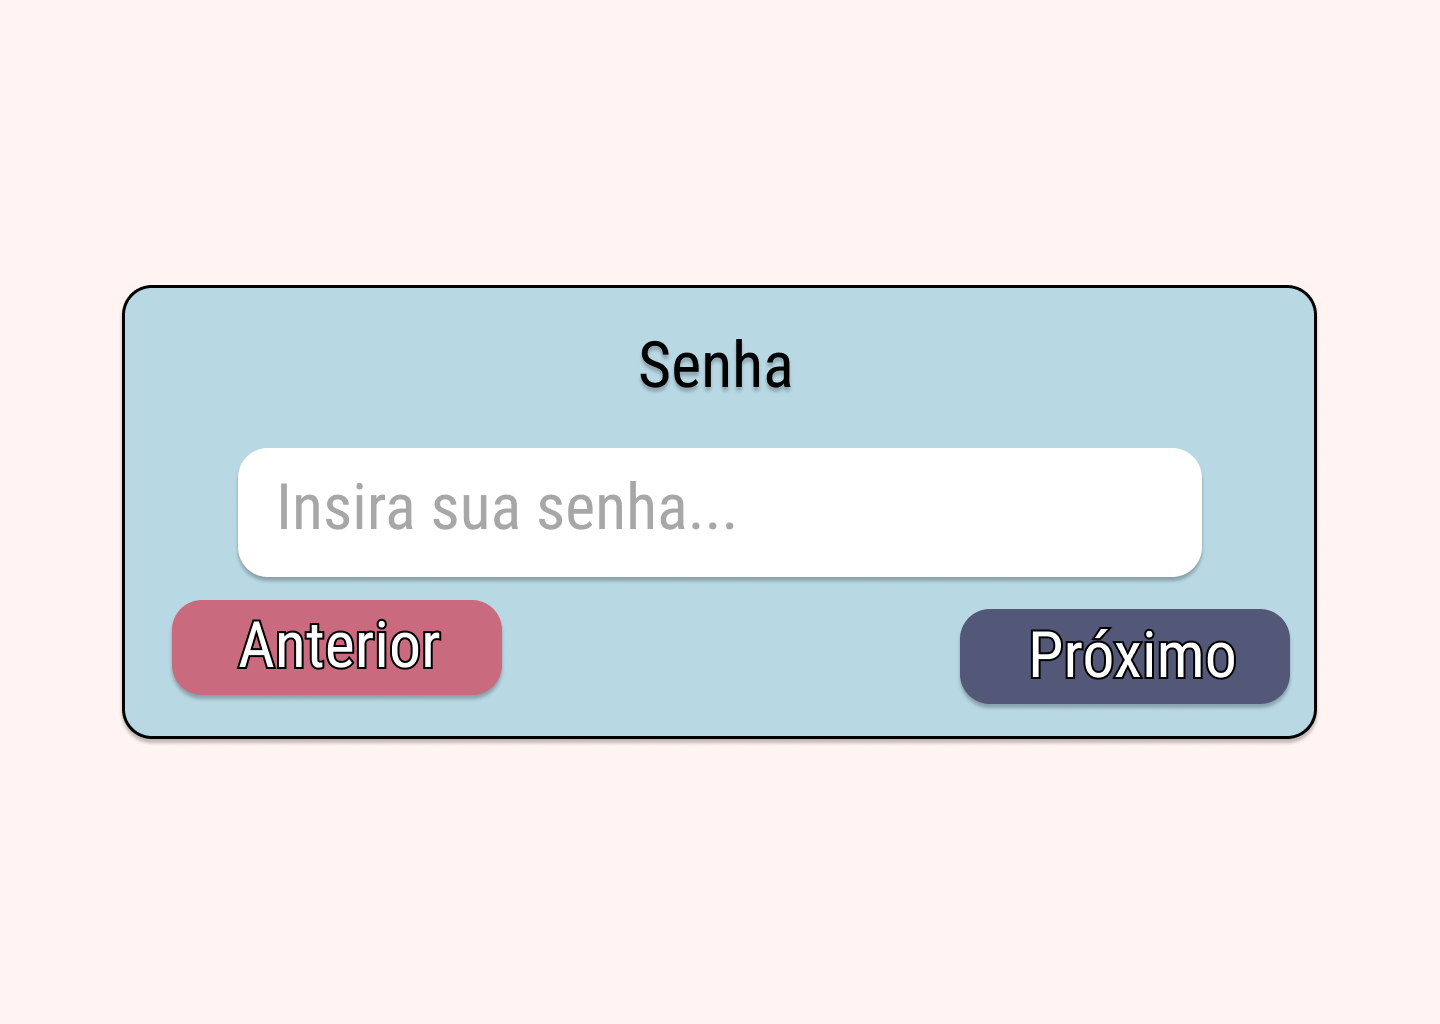 Senha
Insira sua senha...
Anterior
Próximo